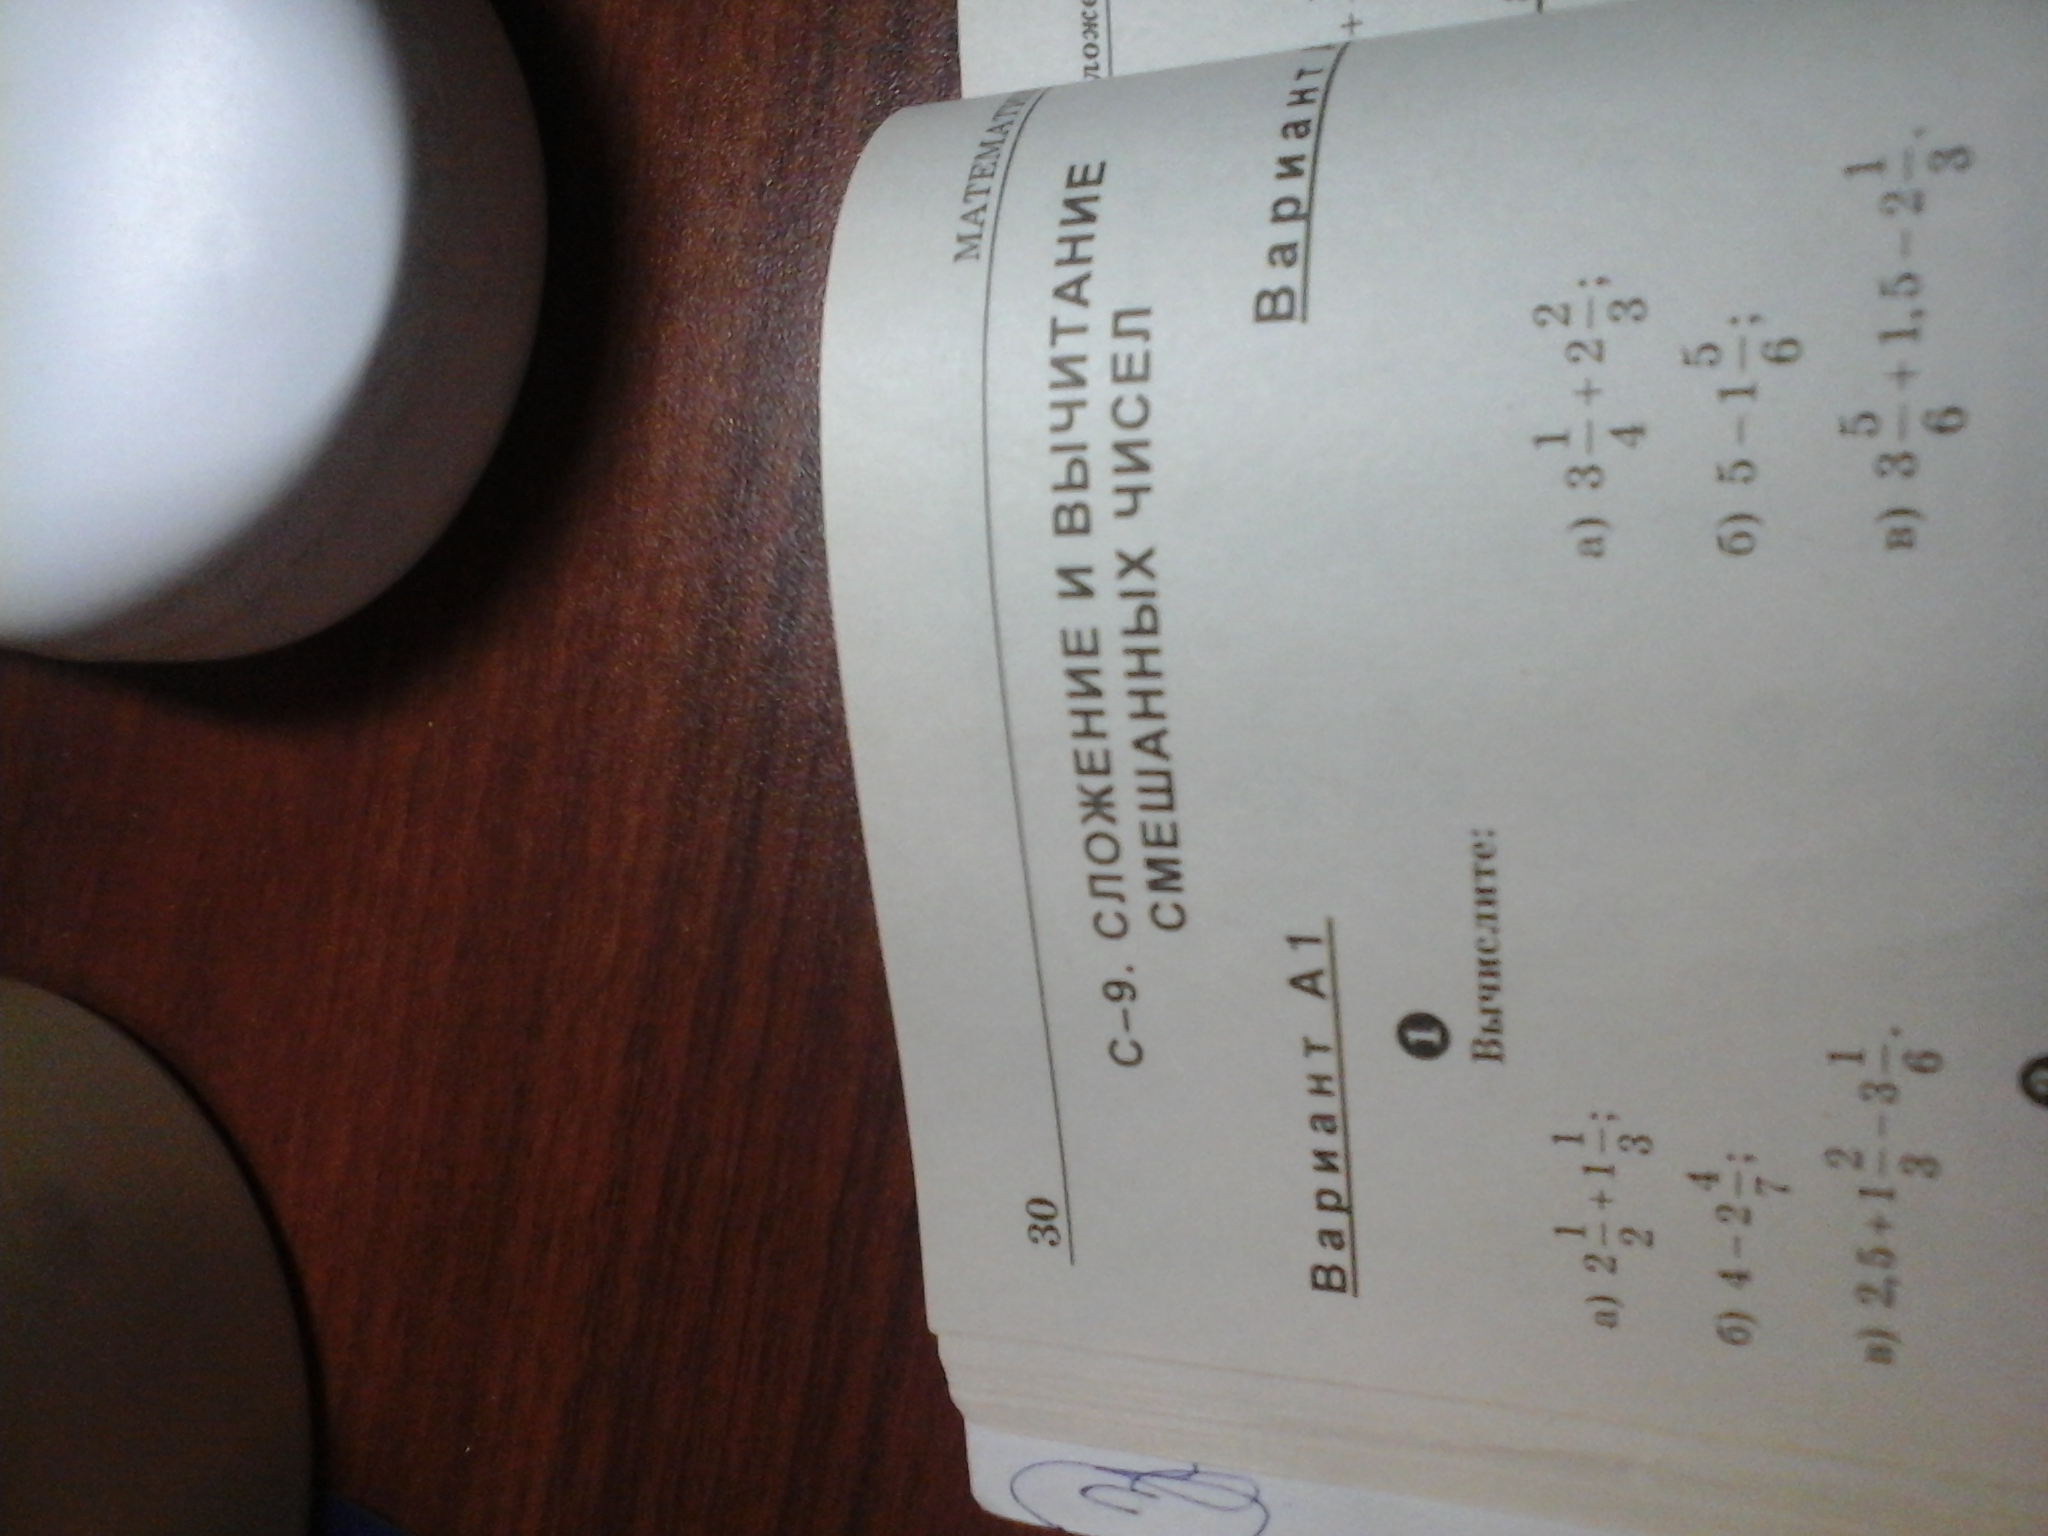 30
МАТЕМАТИ
С–9. СЛОЖЕНИЕ И ВЫЧИТАНИЕ
СМЕШАННЫХ ЧИСЕЛ
Вариант А1
Вариант
1
Вычислите:
а) 2 1/2 + 1 1/3;
а) 3 1/4 + 2 2/3;
б) 4 – 2 4/7;
б) 5 – 1 5/6;
в) 2,5 + 1 2/3 – 3 1/6.
в) 3 5/6 + 1,5 – 2 1/3.